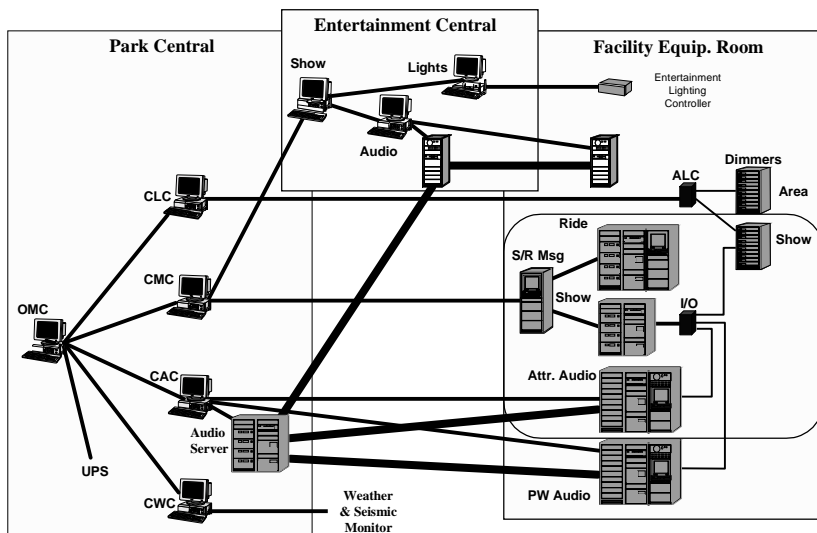 Entertainment Central
Park Central
Facility Equip. Room
Show
Lights
Entertainment
Lighting
Controller
Audio
CLC
ALC
Dimmers
Area
Ride
Show
S/R Msg
CMC
Show
I/O
OMC
CAC
Attr. Audio
Audio
Server
UPS
CWC
Weather
& Seismic
Monitor
PW Audio